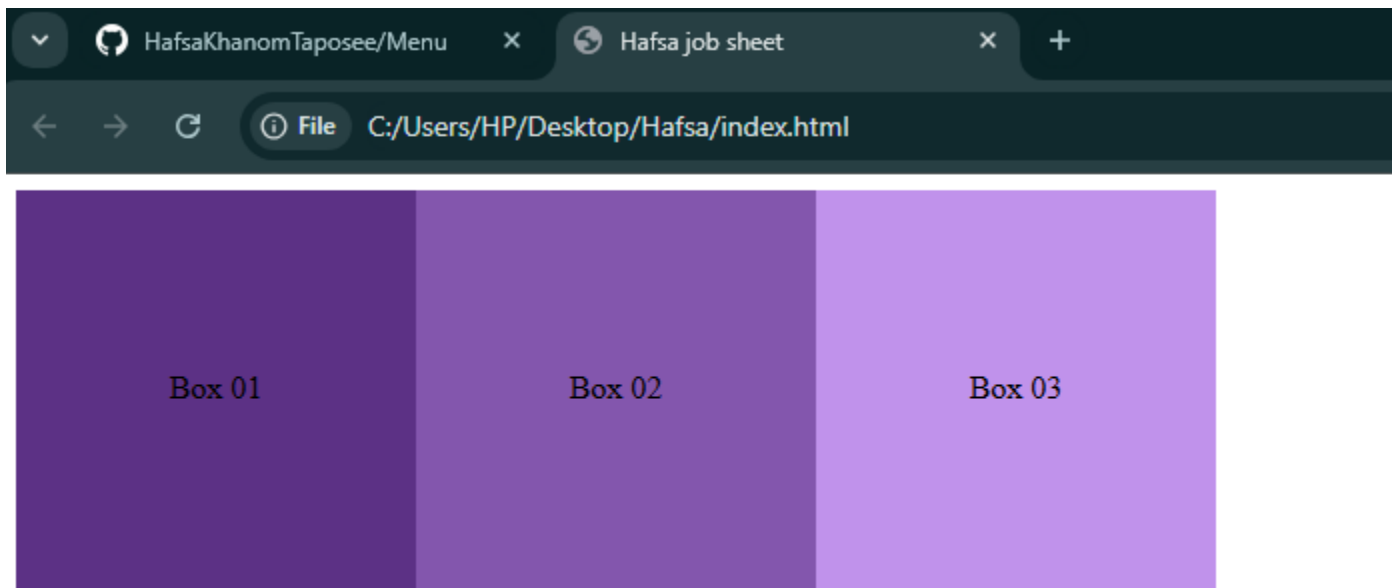 HafsaKhanomTaposee/Menu
Hafsa job sheet
File C:/Users/HP/Desktop/Hafsa/index.html
Box 01 Box 02 Box 03